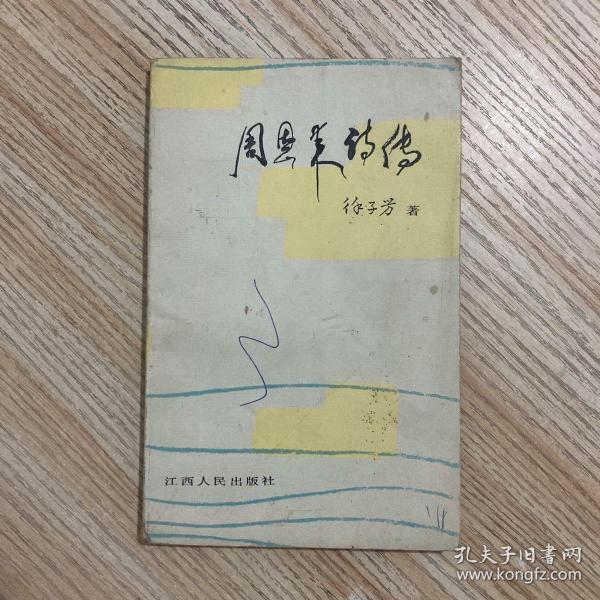 周恩来诗传
徐子芳 著
江西人民出版社
孔夫子旧书网
www.kongfz.com